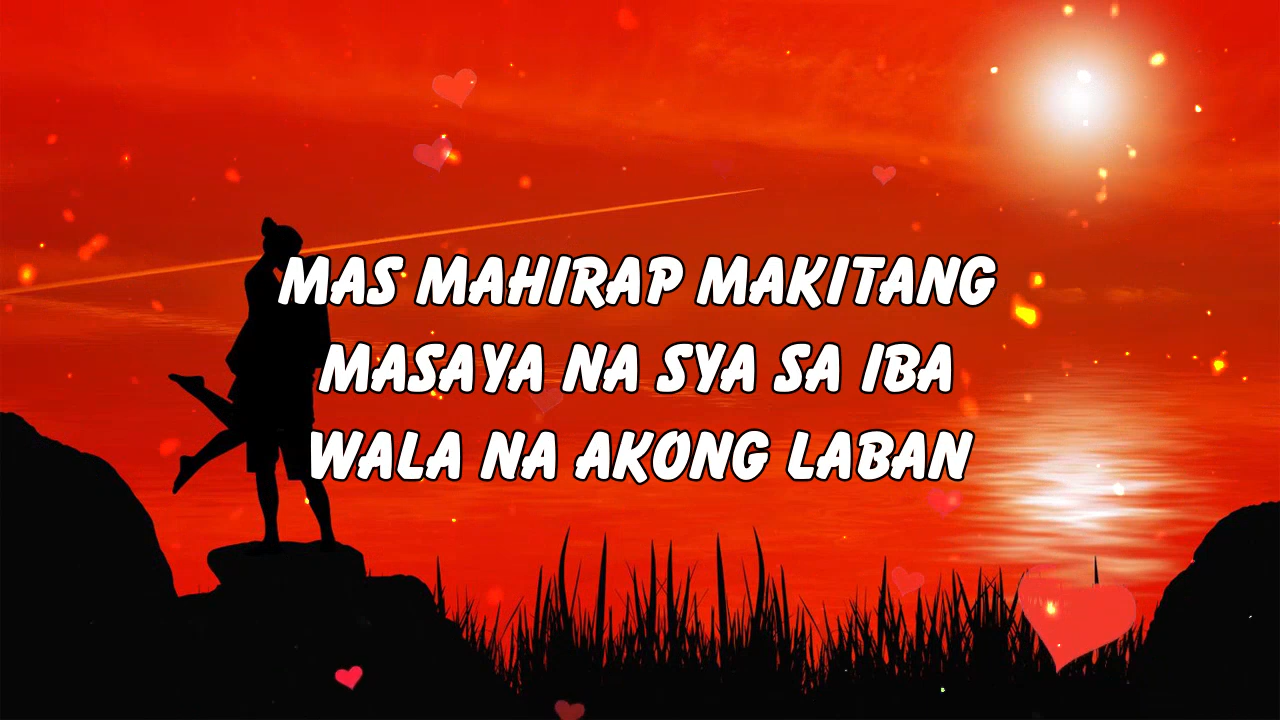 MAS MAHIRAP MAKITANG
MASAYA NA SYA SA IBA
WALA NA AKONG LABAN